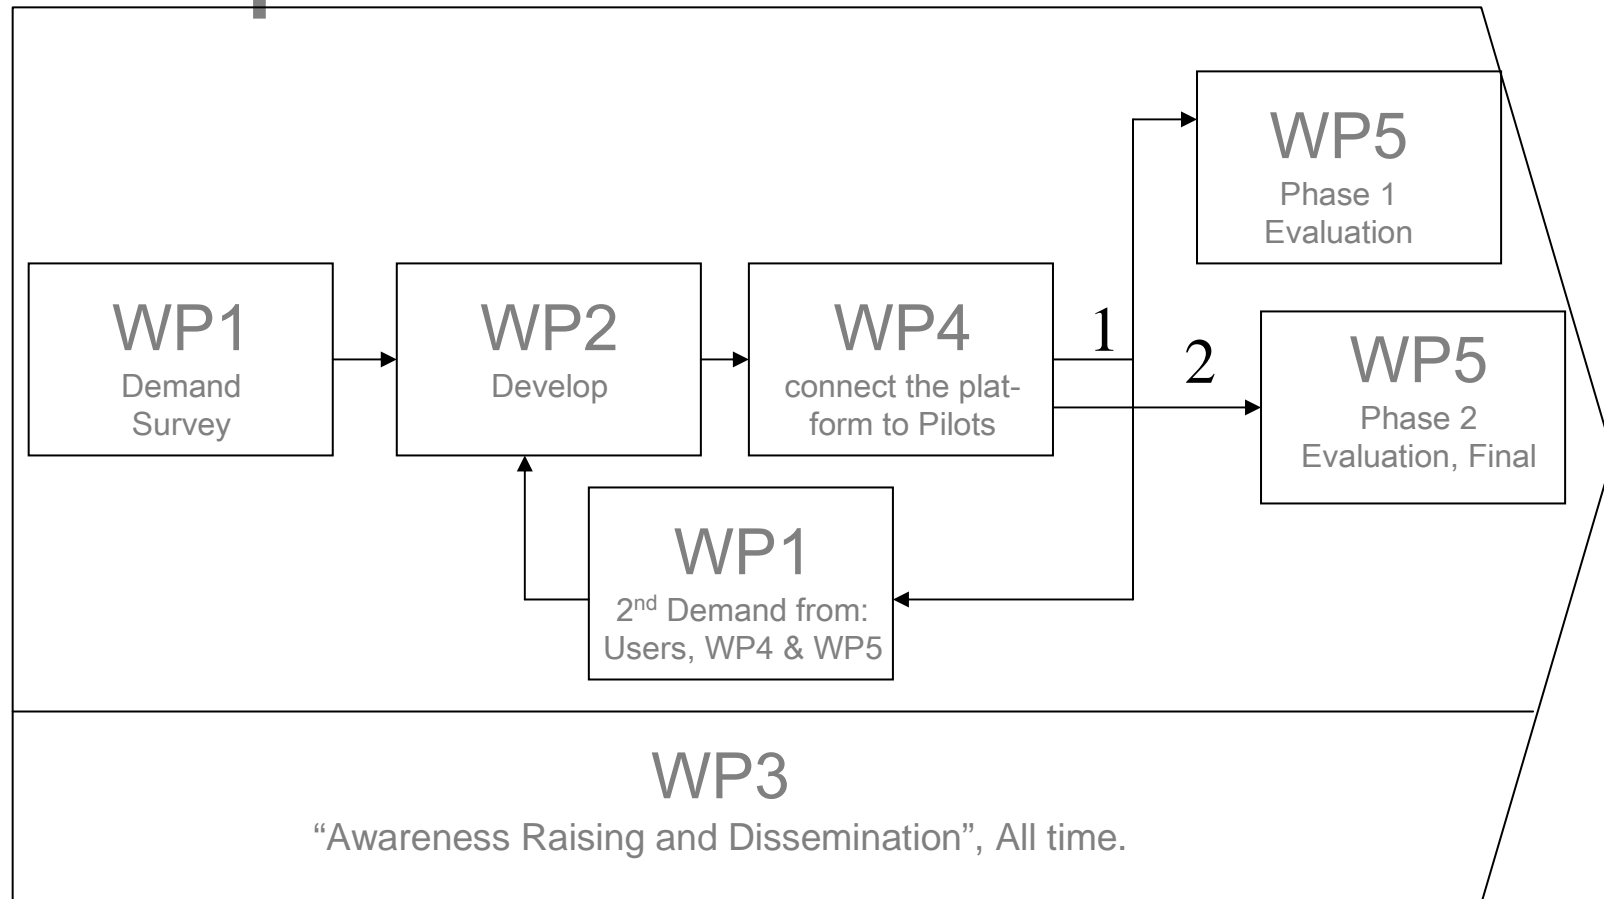 WP5
Phase 1
Evaluation
WP1
Demand
Survey
WP2
Develop
WP4
connect the plat-
form to Pilots
1
2
WP5
Phase 2
Evaluation, Final
WP1
2nd Demand from:
Users, WP4 & WP5
WP3
“Awareness Raising and Dissemination”, All time.